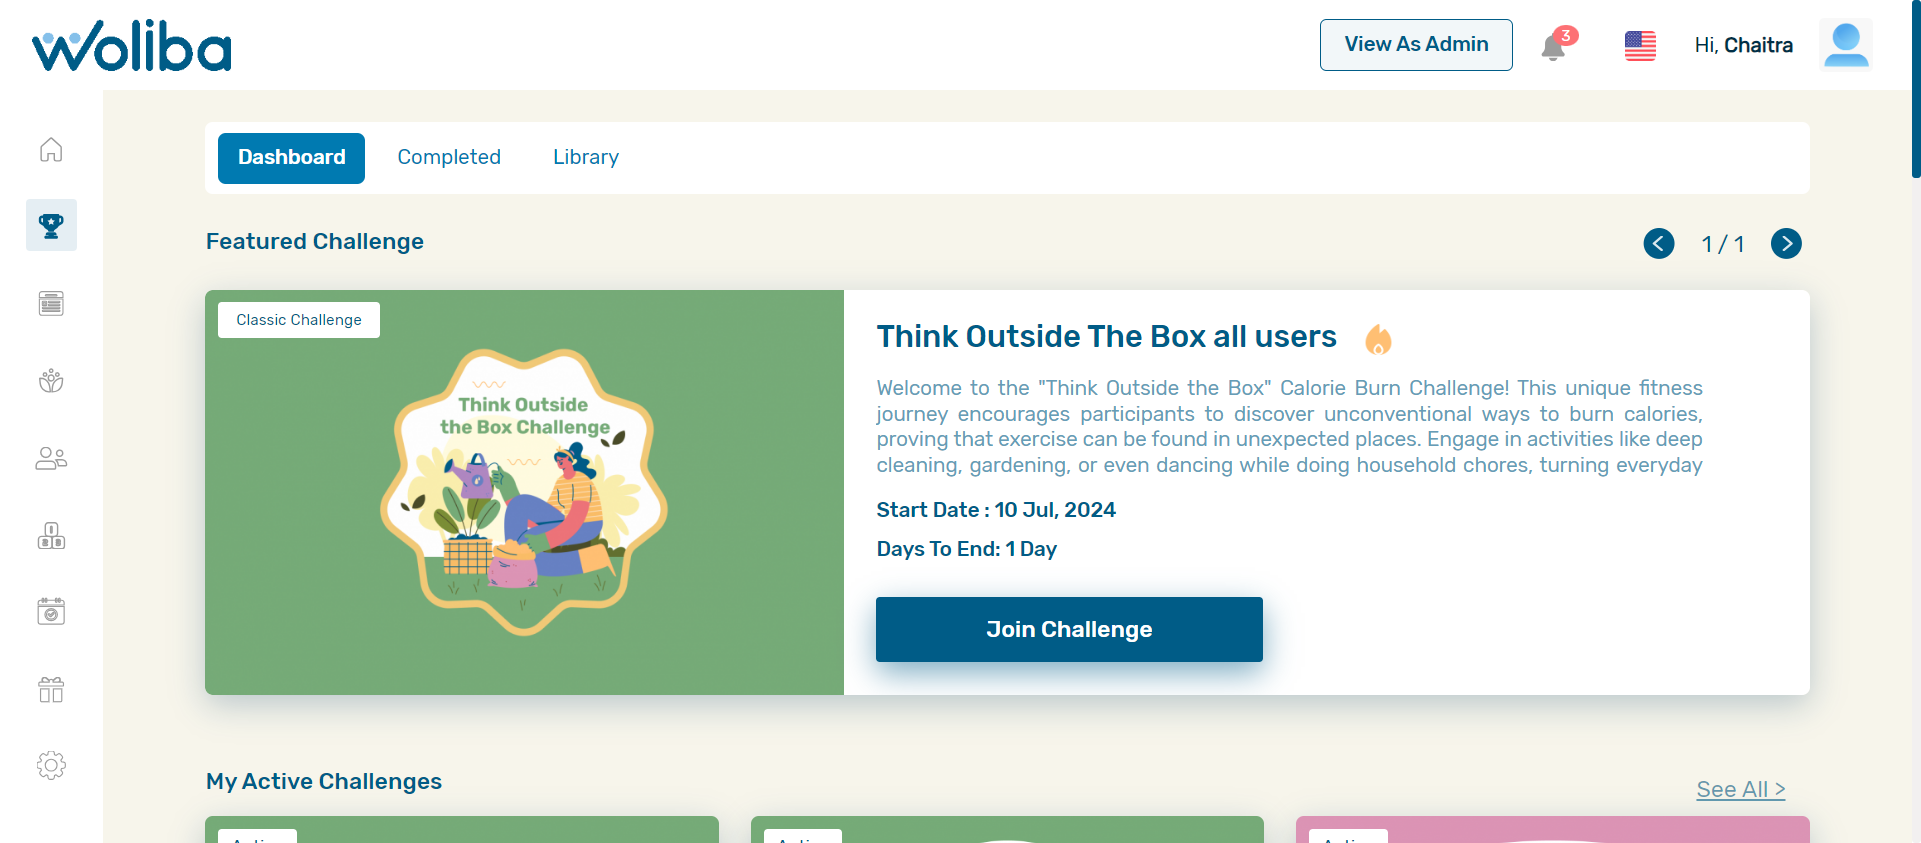 Woliba
View As Admin
3
Hi, Chaitra
Dashboard
Completed
Library
Featured Challenge
1 / 1
Classic Challenge
Think Outside
the Box Challenge
Think Outside The Box all users
Welcome to the "Think Outside the Box" Calorie Burn Challenge! This unique fitness
journey encourages participants to discover unconventional ways to burn calories,
proving that exercise can be found in unexpected places. Engage in activities like deep
cleaning, gardening, or even dancing while doing household chores, turning everyday
Start Date : 10 Jul, 2024
Days To End: 1 Day
Join Challenge
My Active Challenges
See All >